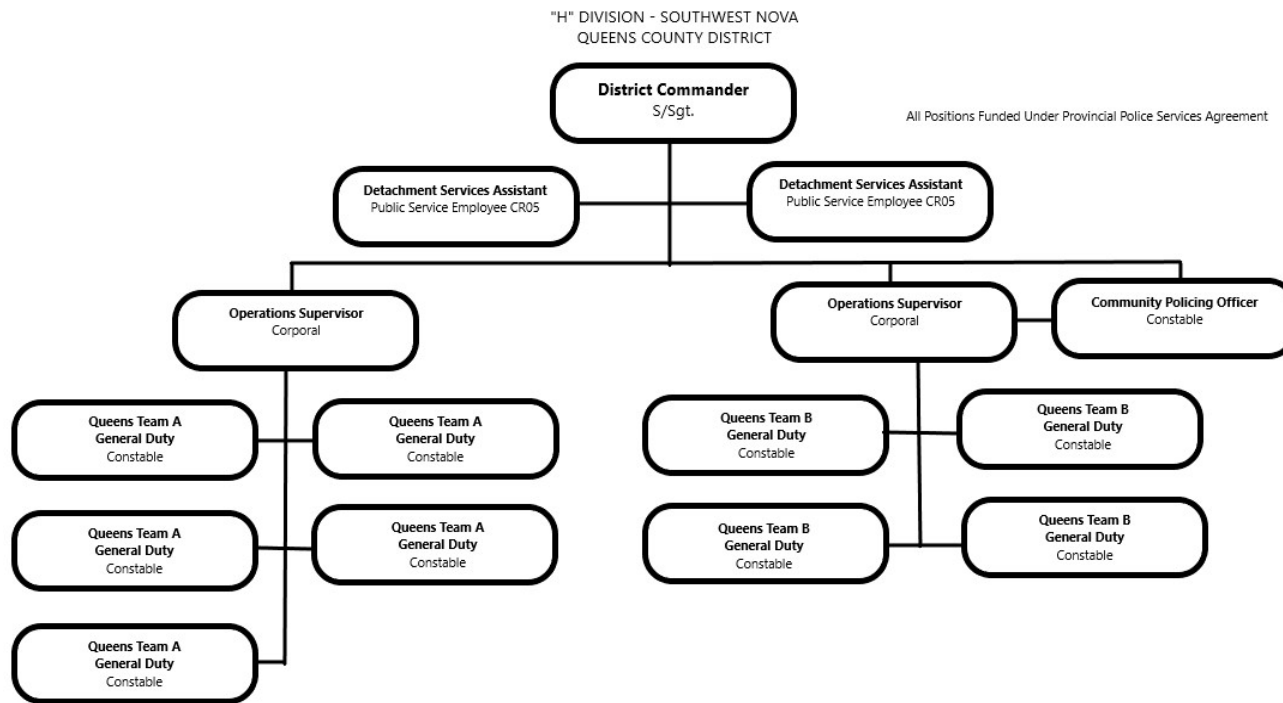 "H" DIVISION - SOUTHWEST NOVA
QUEENS COUNTY DISTRICT
District Commander
S/Sgt.
All Positions Funded Under Provincial Police Services Agreement
Detachment Services Assistant
Public Service Employee CR05
Detachment Services Assistant
Public Service Employee CR05
Operations Supervisor
Corporal
Operations Supervisor
Corporal
Community Policing Officer
Constable
Queens Team A
General Duty
Constable
Queens Team A
General Duty
Constable
Queens Team B
General Duty
Constable
Queens Team B
General Duty
Constable
Queens Team A
General Duty
Constable
Queens Team A
General Duty
Constable
Queens Team B
General Duty
Constable
Queens Team B
General Duty
Constable
Queens Team A
General Duty
Constable